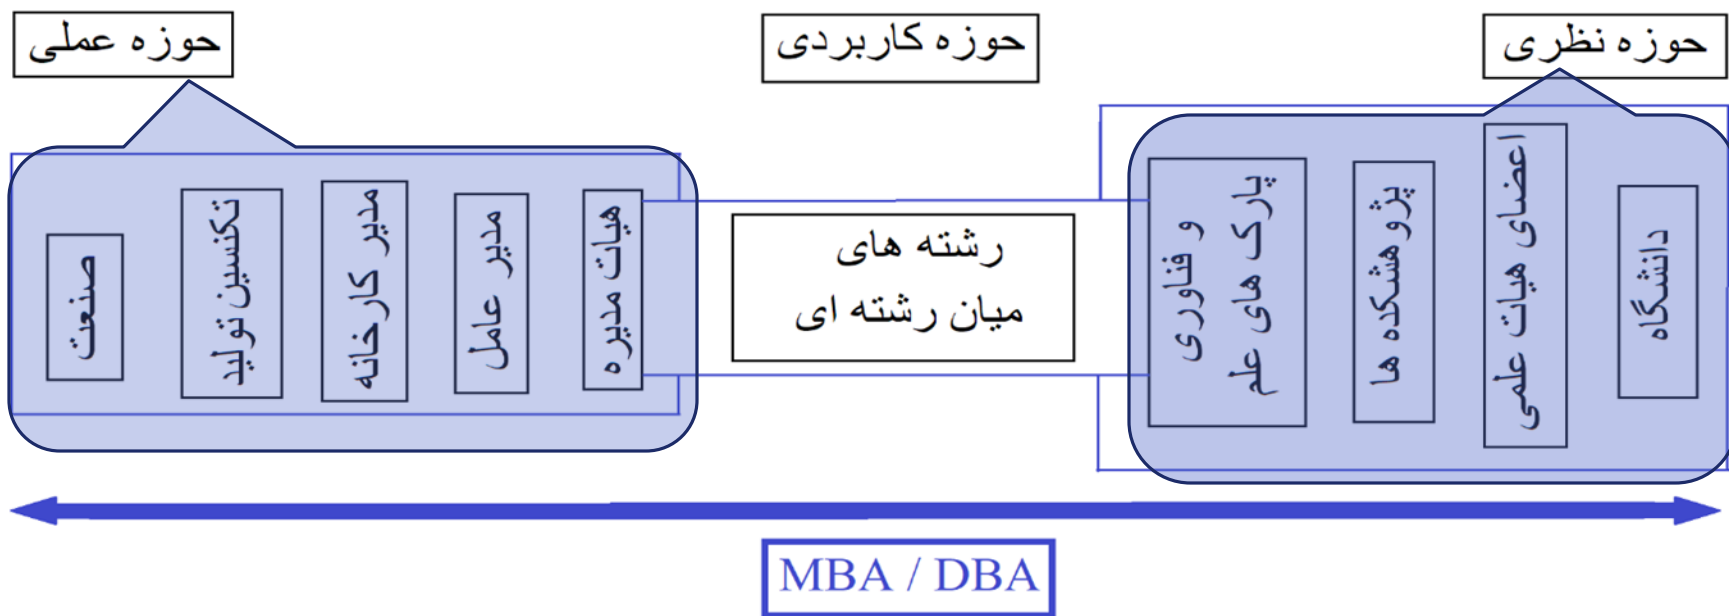 حوزه نظری
حوزه کاربردی
حوزه عملی
دانشگاه
اعضای هیات علمی
پژوهشکده ها
پارک های علم
و فناوری
رشته های
میان رشته ای
هیات مدیره
مدیر عامل
مدیر کارخانه
تکنسین تولید
صنعت
MBA / DBA